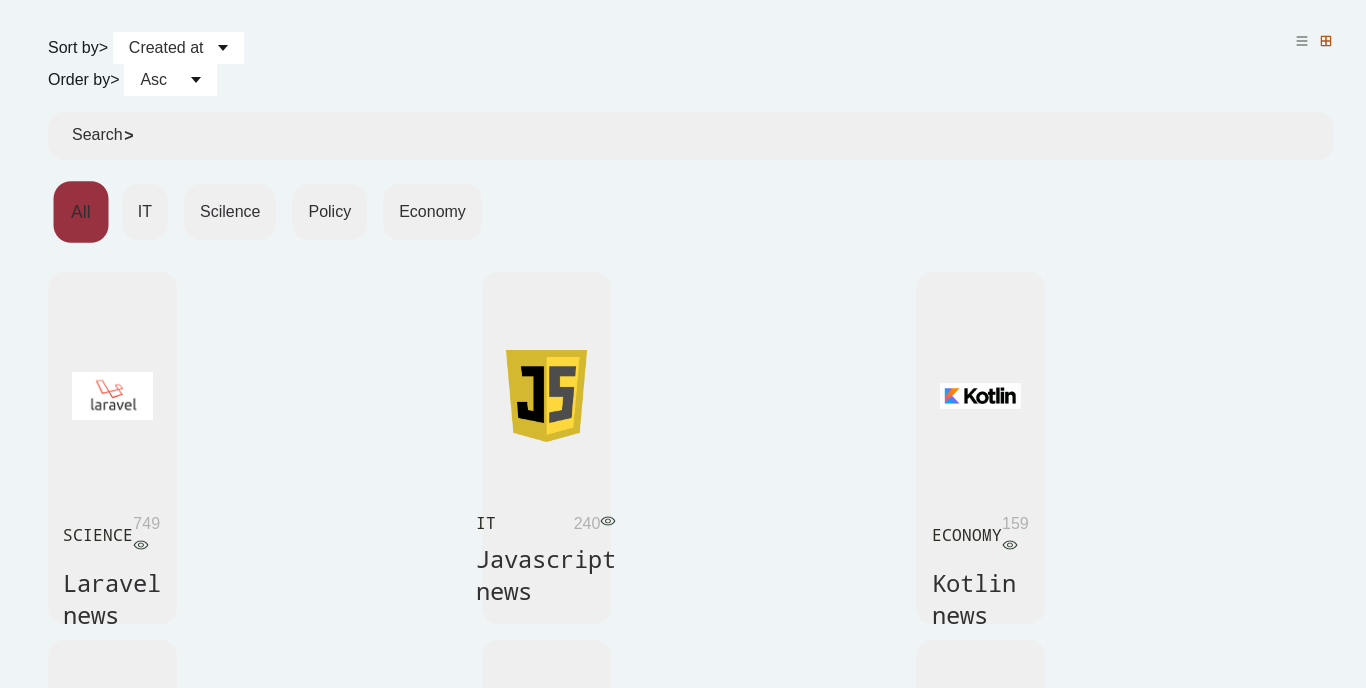 Sort by> Created at
Order by> Asc
Search>
All IT Scilence Policy Economy
laravel
JS
Kotlin
SCIENCE 749
Laravel
news
IT 240
Javascript
news
ECONOMY 159
Kotlin
news